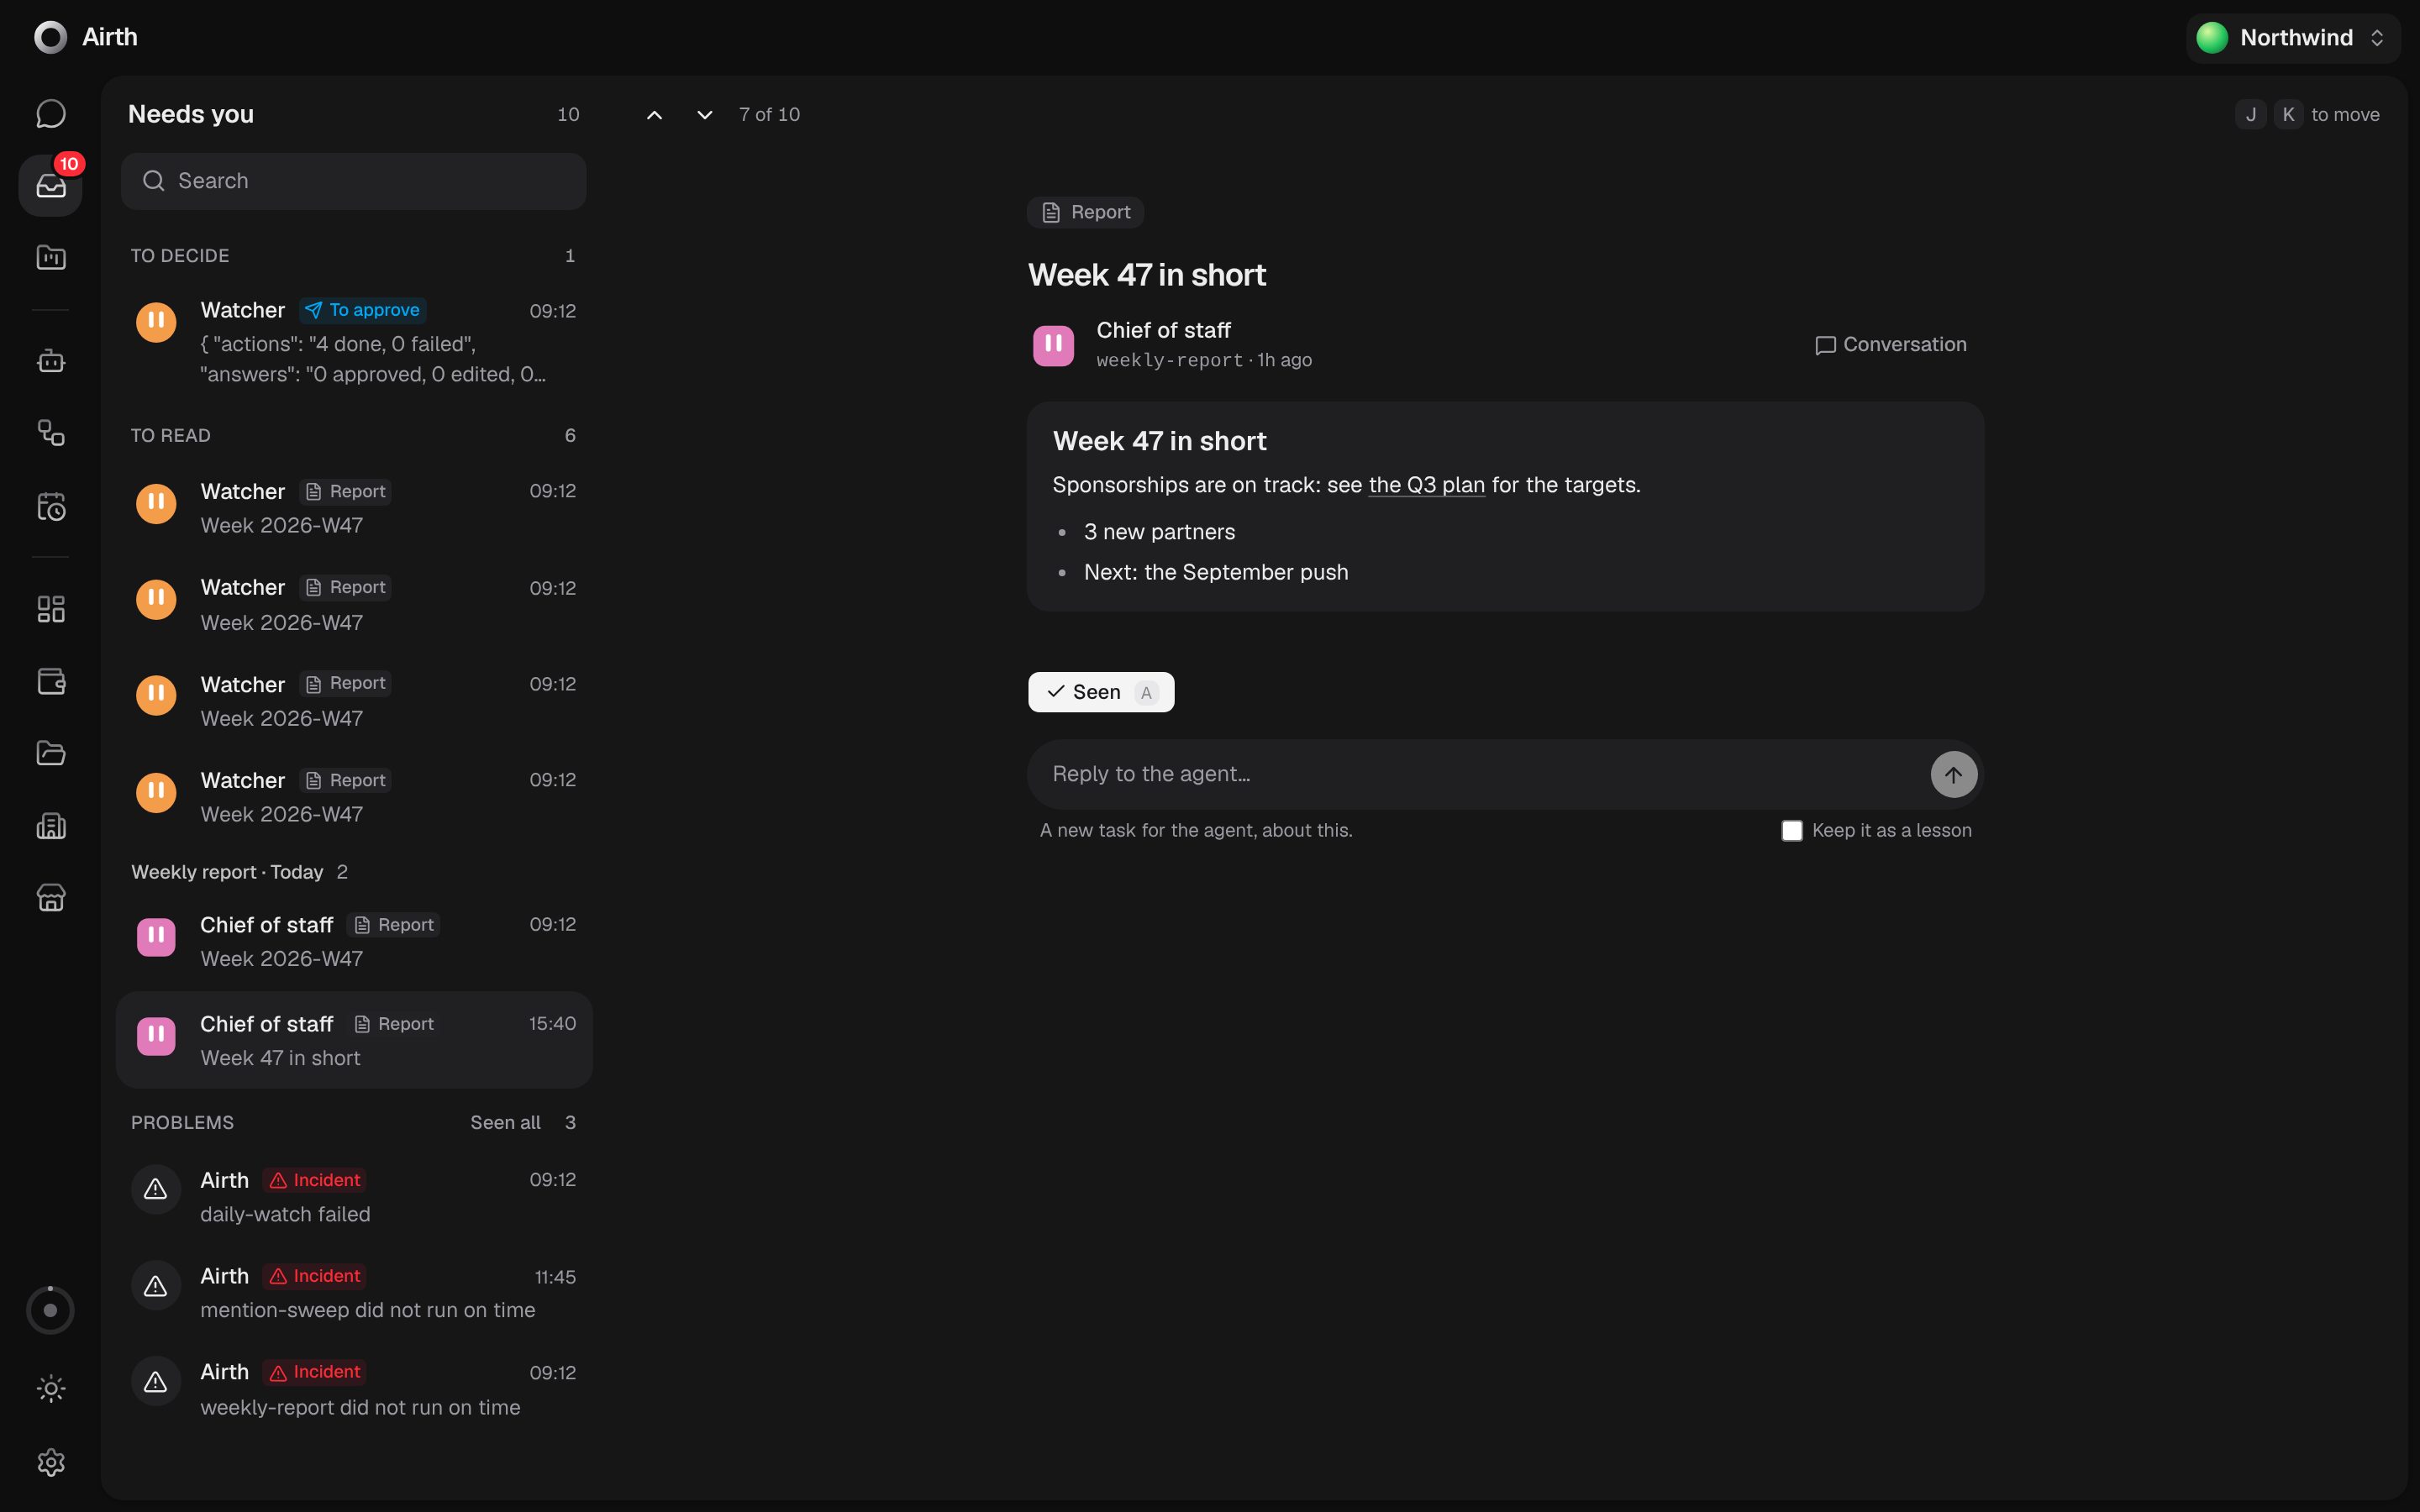 Airth
Northwind
10
Needs you 10
Search
TO DECIDE 1
Watcher To approve 09:12
{ "actions": "4 done, 0 failed",
"answers": "0 approved, 0 edited, 0...
TO READ 6
Watcher Report 09:12
Week 2026-W47
Watcher Report 09:12
Week 2026-W47
Watcher Report 09:12
Week 2026-W47
Watcher Report 09:12
Week 2026-W47
Weekly report · Today 2
Chief of staff Report 09:12
Week 2026-W47
Chief of staff Report 15:40
Week 47 in short
PROBLEMS Seen all 3
Airth Incident 09:12
daily-watch failed
Airth Incident 11:45
mention-sweep did not run on time
Airth Incident 09:12
weekly-report did not run on time
7 of 10
J K to move
Report
Week 47 in short
Chief of staff
weekly-report · 1h ago
Conversation
Week 47 in short
Sponsorships are on track: see the Q3 plan for the targets.
• 3 new partners
• Next: the September push
Seen A
Reply to the agent...
A new task for the agent, about this.
Keep it as a lesson